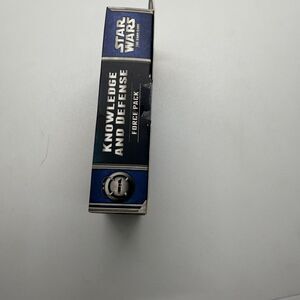 STAR
WARS
KNOWLEDGE
AND DEFENSE
FORCE PACK